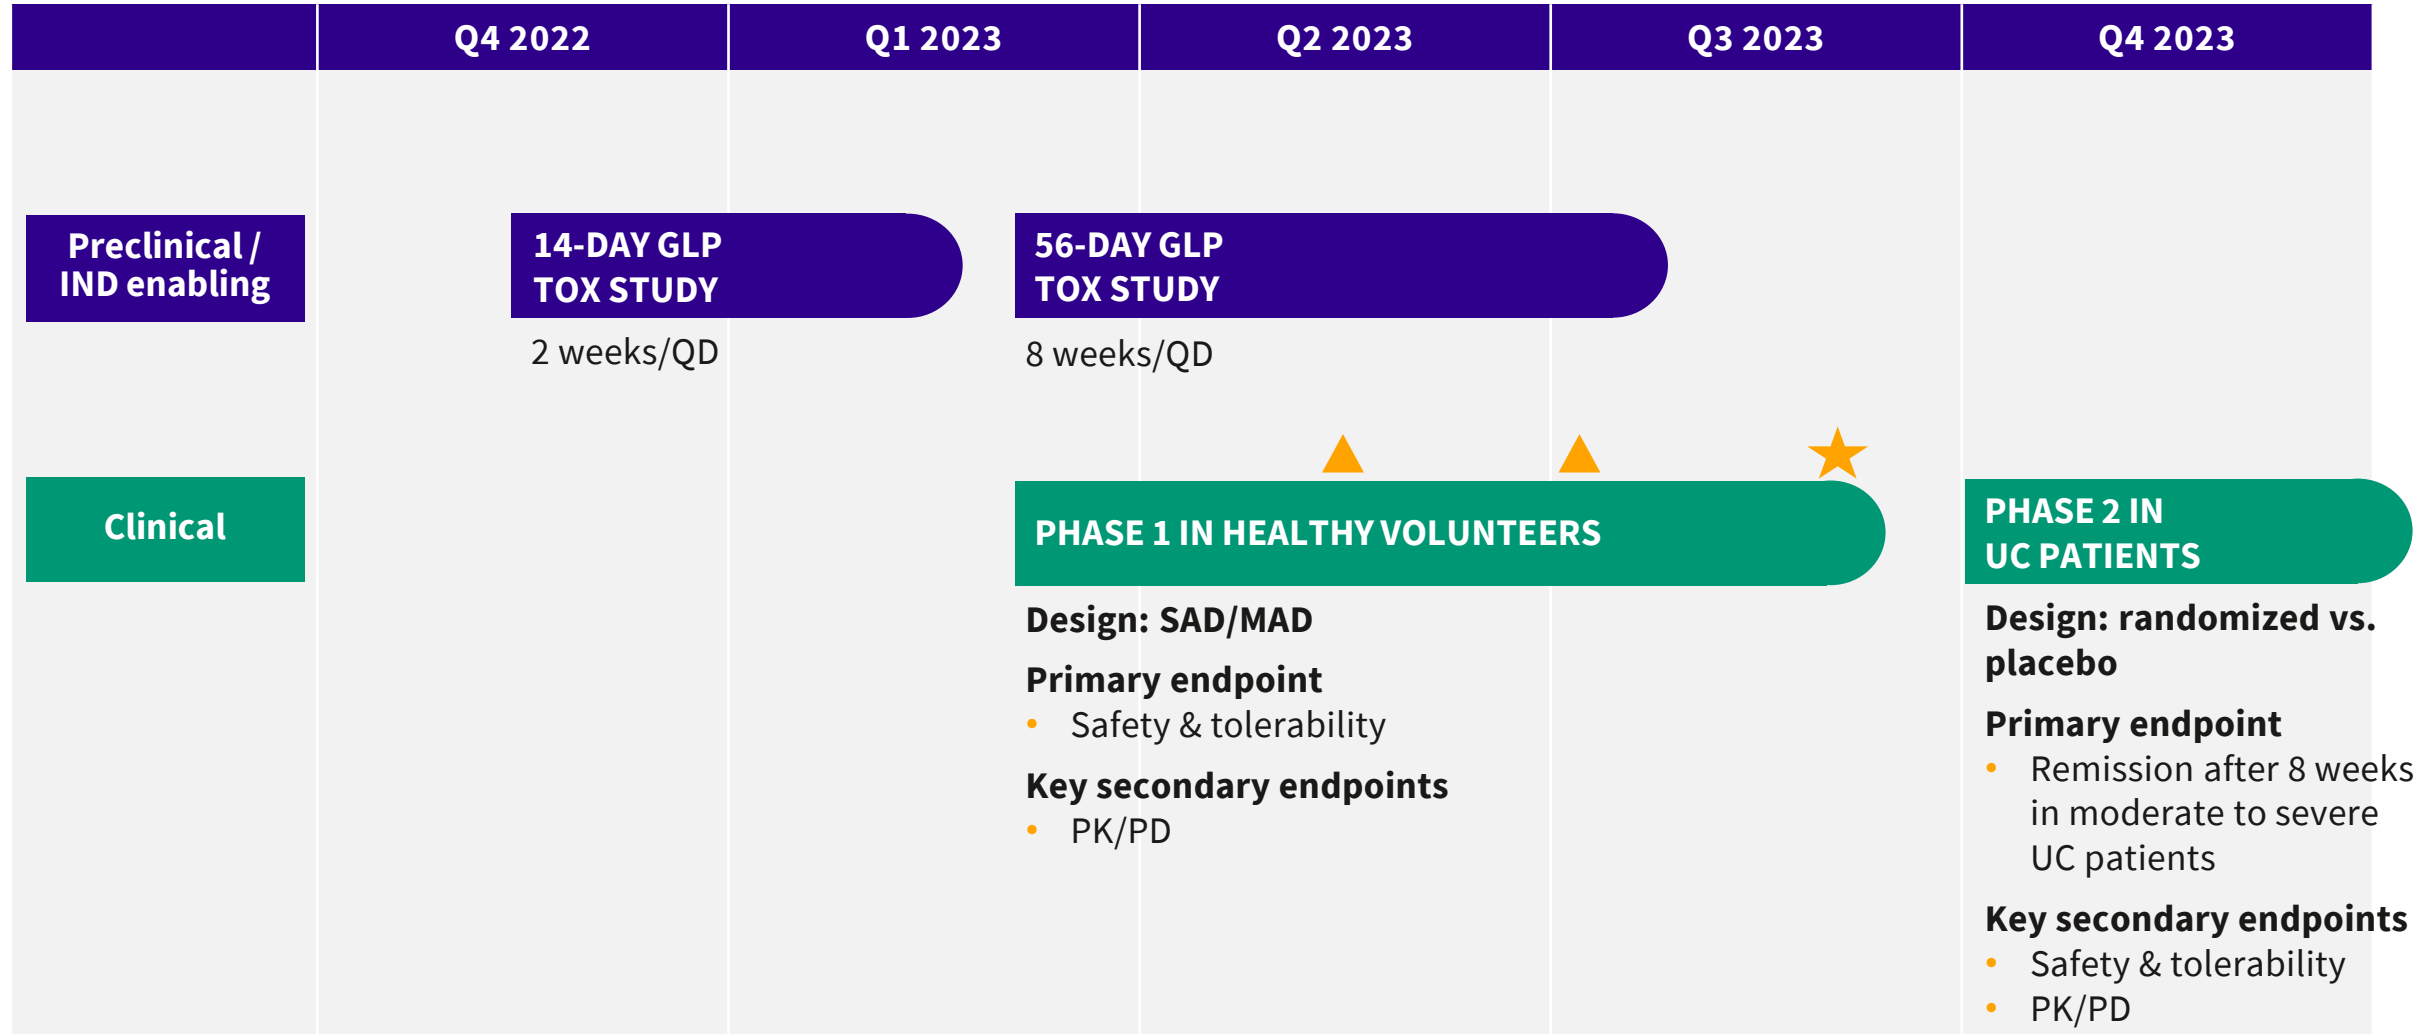 Q4 2022
Q1 2023
Q2 2023
Q3 2023
Q4 2023
Preclinical /
IND enabling
14-DAY GLP
TOX STUDY
2 weeks/QD
56-DAY GLP
TOX STUDY
8 weeks/QD
Clinical
PHASE 1 IN HEALTHY VOLUNTEERS
Design: SAD/MAD
Primary endpoint
• Safety & tolerability
Key secondary endpoints
• PK/PD
PHASE 2 IN
UC PATIENTS
Design: randomized vs.
placebo
Primary endpoint
• Remission after 8 weeks
in moderate to severe
UC patients
Key secondary endpoints
• Safety & tolerability
• PK/PD